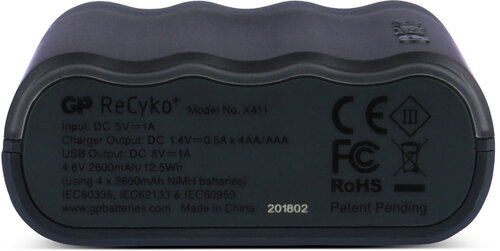 GP ReCyko+ Model No. X411
Input: DC 5V⎓1A
Charger Output: DC 1.4V⎓0.5A x 4AA/AAA
USB Output: DC 5V⎓1A
4.8V 2600mAh/12.5Wh
(using 4 x 2600mAh NiMH batteries)
IEC60335, IEC62133 & IEC60950
www.gpbatteries.com Made in China 201802
CE III
FC
RoHS
Patent Pending